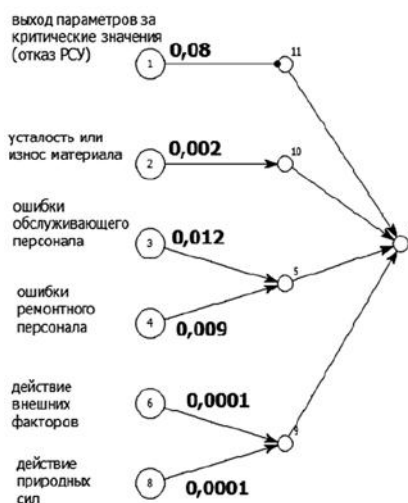 выход параметров за
критические значения
(отказ РСУ)
0,08
1
11
усталость или
износ материала
0,002
2
10
ошибки
обслуживающего
персонала
0,012
3
5
ошибки
ремонтного
персонала
4
0,009
действие
внешних
факторов
6
0,0001
9
действие
природных
сил
8
0,0001